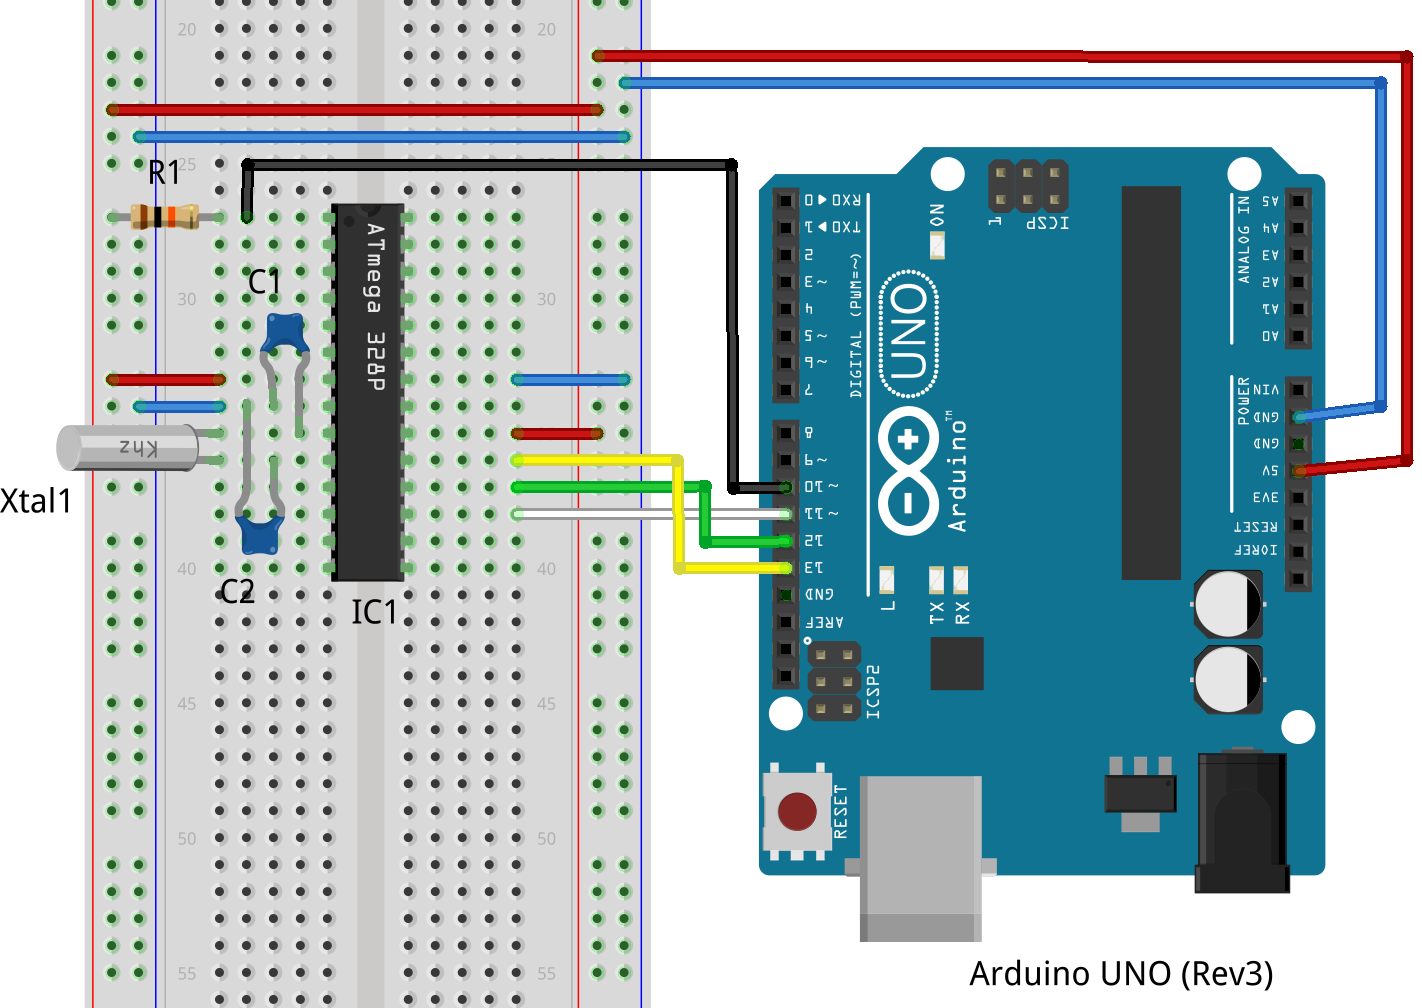 20
20
25
R1
C1
30
30
ATmega 328P
Khz
Xtal1
40
40
C2
IC1
45
45
50
50
55
55
RXD ◀ 0
TXD ▶ 1
2
~ 3
4
~ 5
~ 6
7
8
~ 9
~ 10
~ 11
12
13
GND
AREF
DIGITAL (PWM=~)
ON
1 ICSP
UNO
Arduino™
L
TX
RX
ICSP2
RESET
ANALOG IN
A5
A4
A3
A2
A1
A0
POWER
VIN
GND
GND
5V
3V3
RESET
IOREF
Arduino UNO (Rev3)